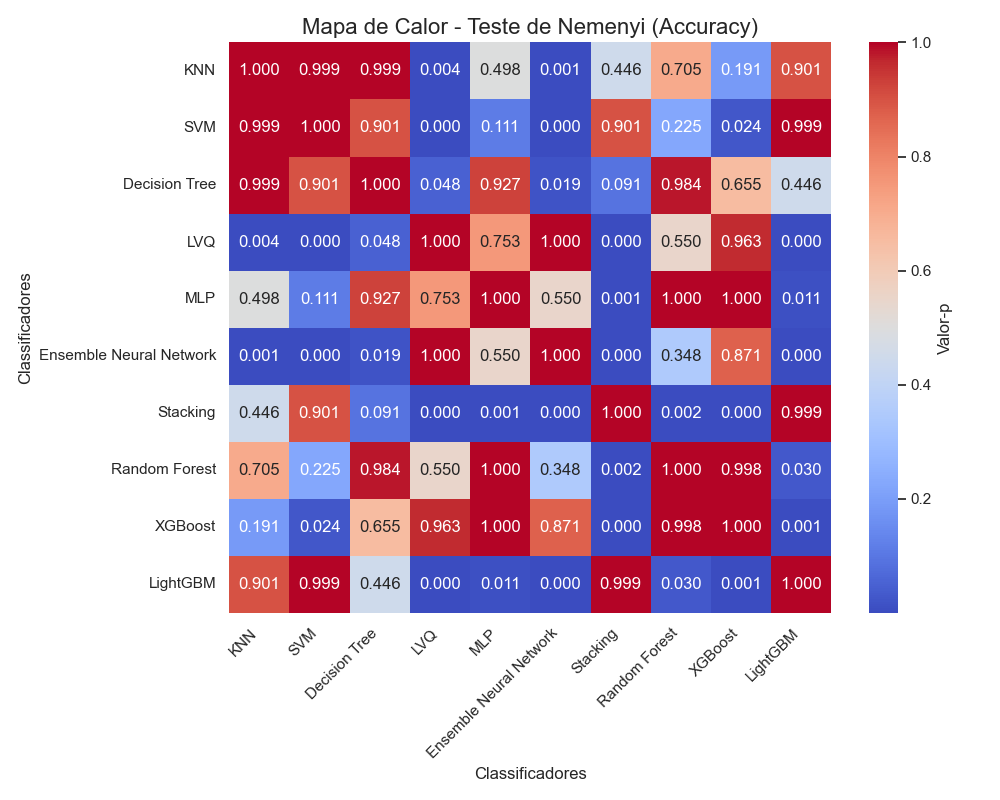 Mapa de Calor - Teste de Nemenyi (Accuracy)
KNN 1.000 0.999 0.999 0.004 0.498 0.001 0.446 0.705 0.191 0.901
SVM 0.999 1.000 0.901 0.000 0.111 0.000 0.901 0.225 0.024 0.999
Decision Tree 0.999 0.901 1.000 0.048 0.927 0.019 0.091 0.984 0.655 0.446
LVQ 0.004 0.000 0.048 1.000 0.753 1.000 0.000 0.550 0.963 0.000
MLP 0.498 0.111 0.927 0.753 1.000 0.550 0.001 1.000 1.000 0.011
Ensemble Neural Network 0.001 0.000 0.019 1.000 0.550 1.000 0.000 0.348 0.871 0.000
Stacking 0.446 0.901 0.091 0.000 0.001 0.000 1.000 0.002 0.000 0.999
Random Forest 0.705 0.225 0.984 0.550 1.000 0.348 0.002 1.000 0.998 0.030
XGBoost 0.191 0.024 0.655 0.963 1.000 0.871 0.000 0.998 1.000 0.001
LightGBM 0.901 0.999 0.446 0.000 0.011 0.000 0.999 0.030 0.001 1.000
Classificadores
KNN SVM Decision Tree LVQ MLP Ensemble Neural Network Stacking Random Forest XGBoost LightGBM
Classificadores
1.0
0.8
0.6
0.4
0.2
Valor-p